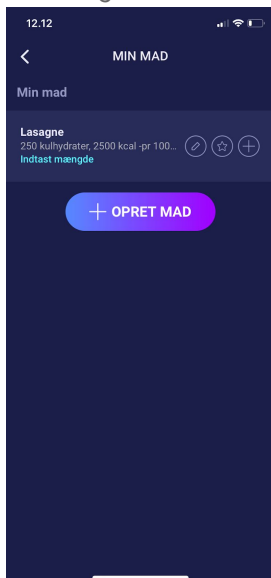 12.12
MIN MAD
Min mad
Lasagne
250 kulhydrater, 2500 kcal -pr 100...
Indtast mængde
OPRET MAD